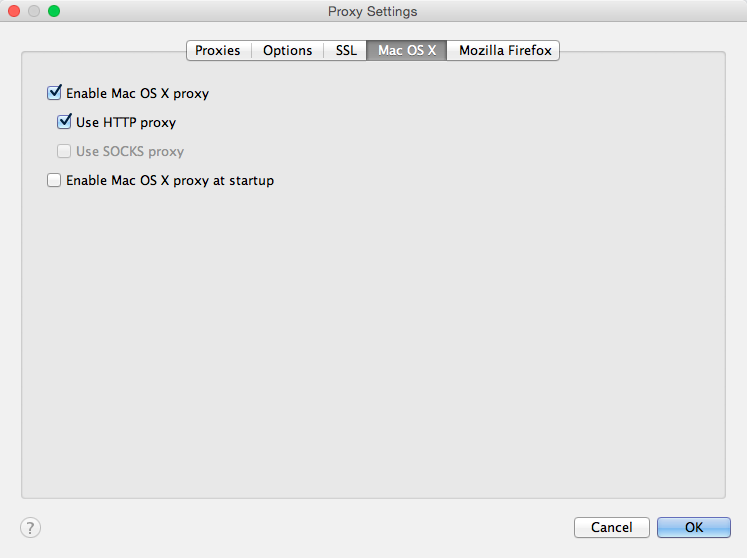 Proxy Settings
Proxies Options SSL Mac OS X Mozilla Firefox
Enable Mac OS X proxy
Use HTTP proxy
Use SOCKS proxy
Enable Mac OS X proxy at startup
? Cancel OK